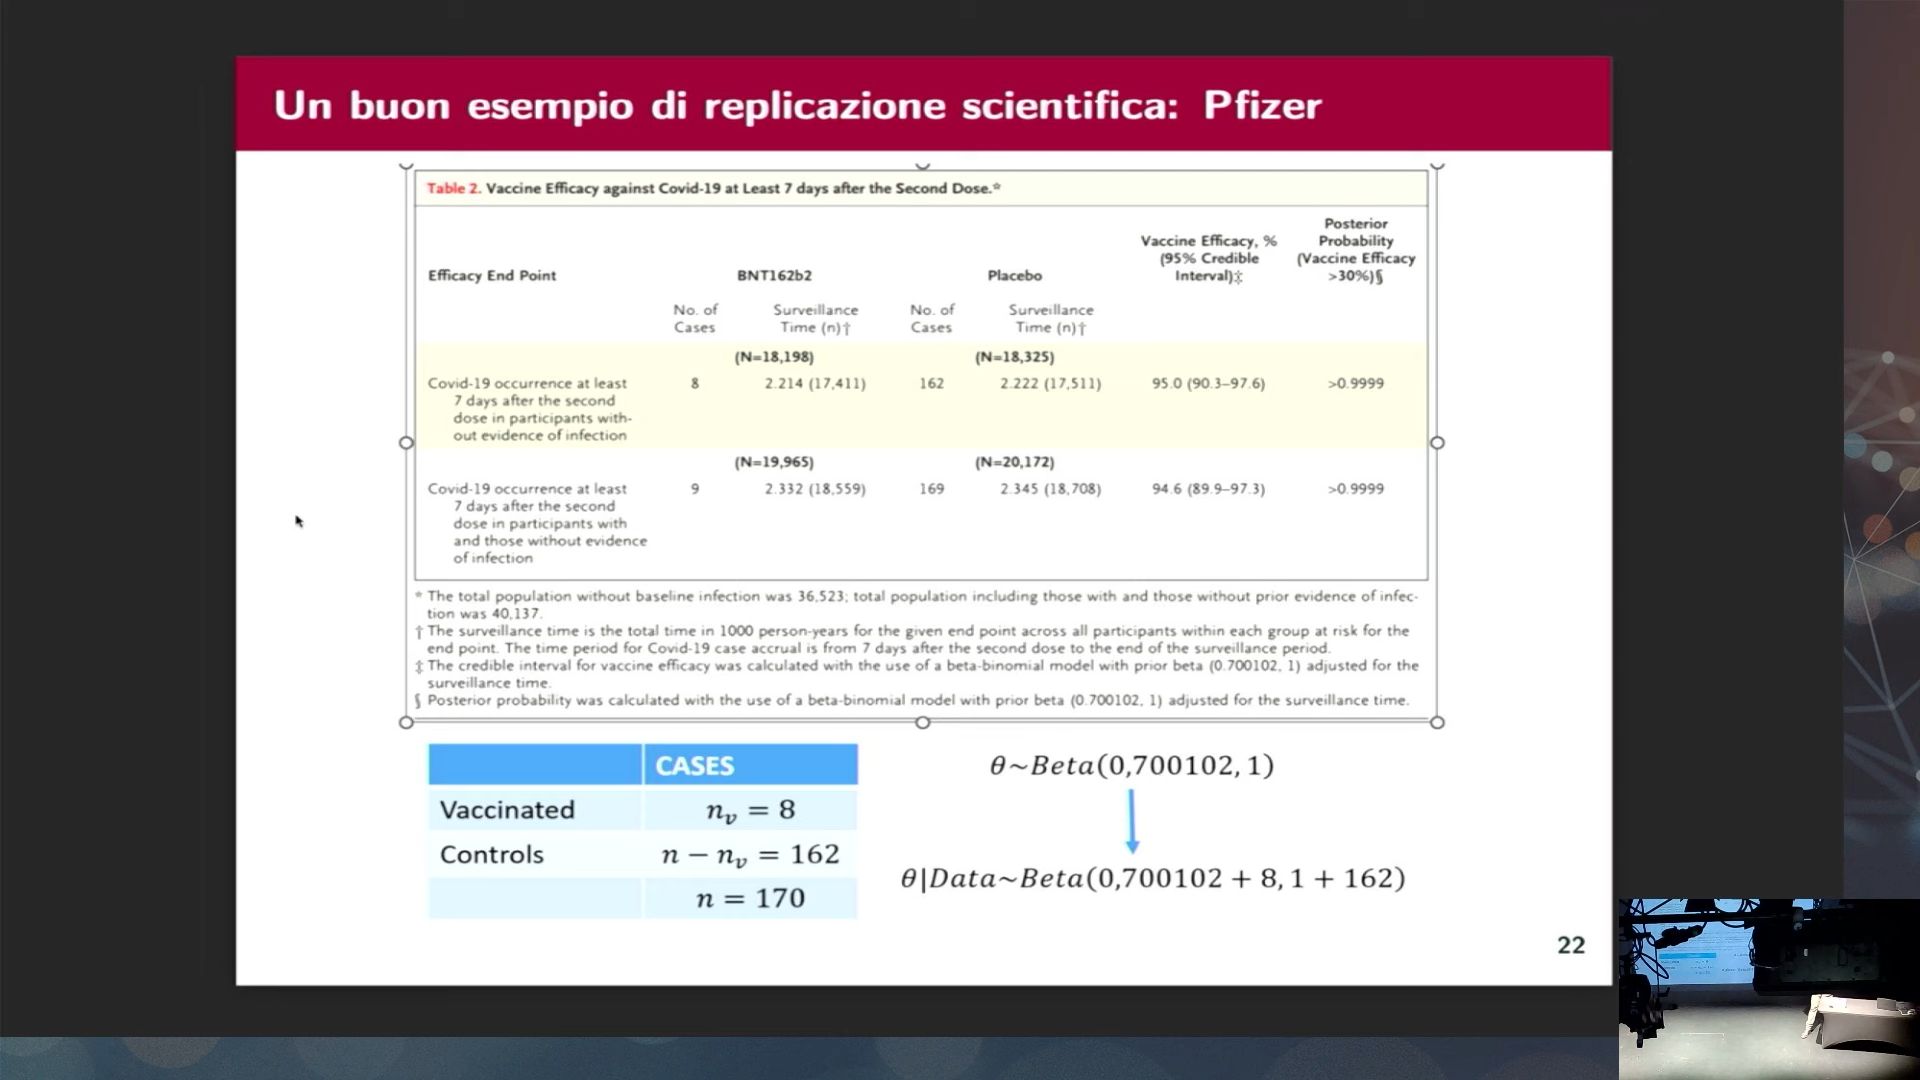 Un buon esempio di replicazione scientifica: Pfizer
Table 2. Vaccine Efficacy against Covid-19 at Least 7 days after the Second Dose.*
Efficacy End Point
BNT162b2
Placebo
Vaccine Efficacy, %
(95% Credible
Interval)‡
Posterior
Probability
(Vaccine Efficacy
>30%)§
No. of
Cases
Surveillance
Time (n)†
No. of
Cases
Surveillance
Time (n)†
(N=18,198)
(N=18,325)
Covid-19 occurrence at least
7 days after the second
dose in participants with-
out evidence of infection
8
2.214 (17,411)
162
2.222 (17,511)
95.0 (90.3–97.6)
>0.9999
(N=19,965)
(N=20,172)
Covid-19 occurrence at least
7 days after the second
dose in participants with
and those without evidence
of infection
9
2.332 (18,559)
169
2.345 (18,708)
94.6 (89.9–97.3)
>0.9999
* The total population without baseline infection was 36,523; total population including those with and those without prior evidence of infec-
tion was 40,137.
† The surveillance time is the total time in 1000 person-years for the given end point across all participants within each group at risk for the
end point. The time period for Covid-19 case accrual is from 7 days after the second dose to the end of the surveillance period.
‡ The credible interval for vaccine efficacy was calculated with the use of a beta-binomial model with prior beta (0.700102, 1) adjusted for the
surveillance time.
§ Posterior probability was calculated with the use of a beta-binomial model with prior beta (0.700102, 1) adjusted for the surveillance time.
CASES
Vaccinated
nᵥ = 8
Controls
n − nᵥ = 162
n = 170
θ~Beta(0,700102, 1)
θ|Data~Beta(0,700102 + 8, 1 + 162)
22